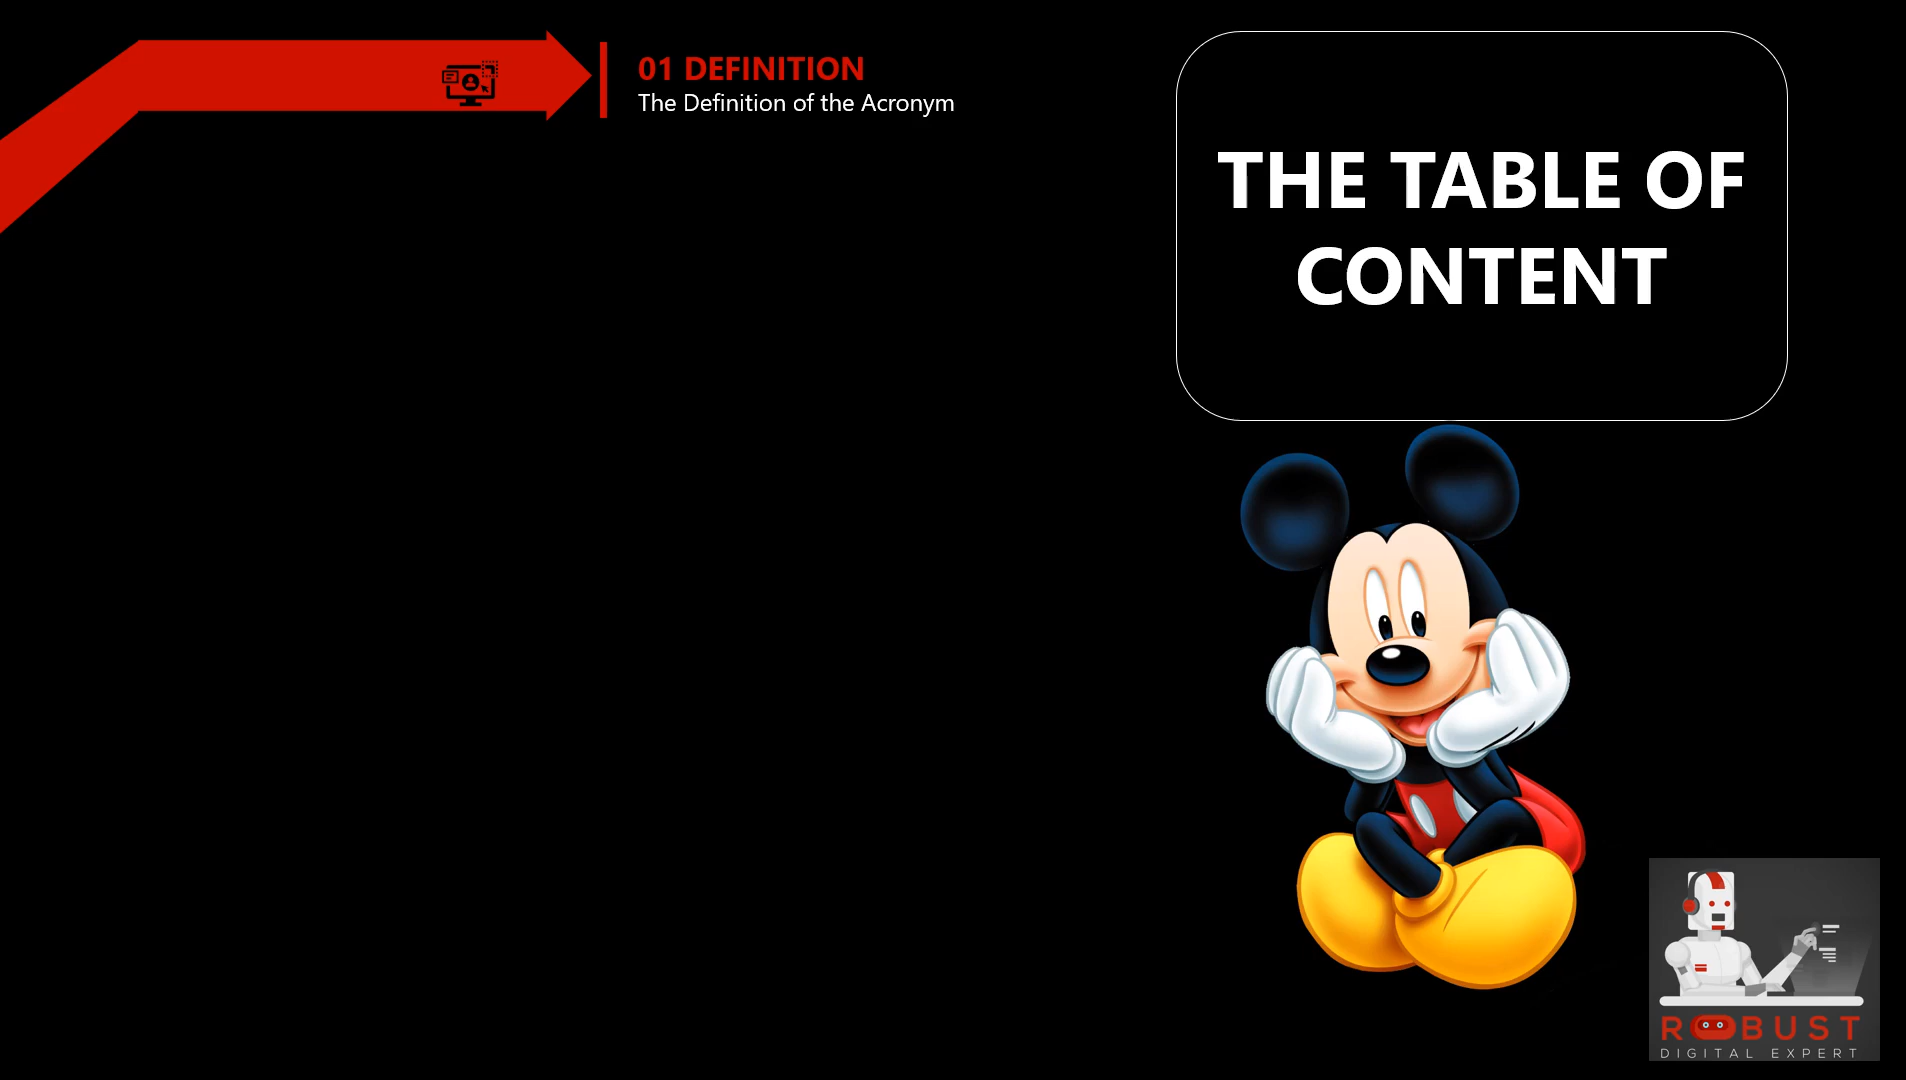 01 DEFINITION
The Definition of the Acronym
THE TABLE OF
CONTENT
ROBUST
DIGITAL EXPERT